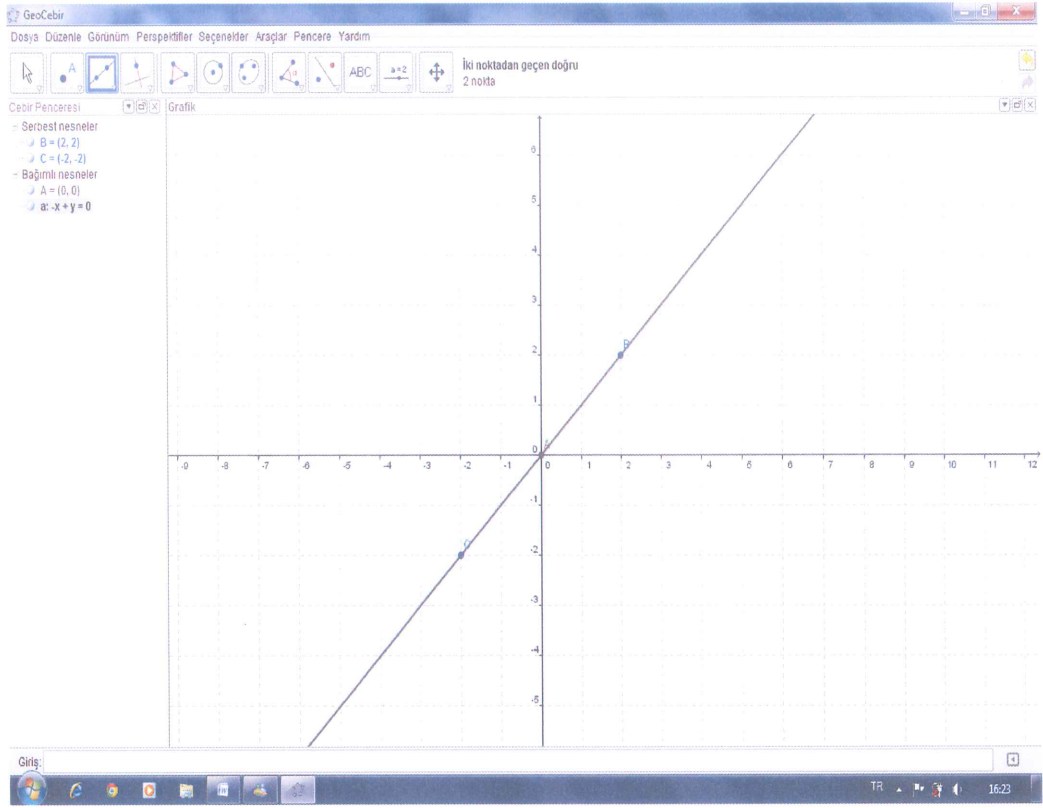 GeoCebir
Dosya Düzenle Görünüm Perspektifler Seçenekler Araçlar Pencere Yardım
A
ABC
a=2
İki noktadan geçen doğru
2 nokta
Cebir Penceresi
Grafik
Serbest nesneler
B = (2, 2)
C = (-2, -2)
Bağımlı nesneler
A = (0, 0)
a: -x + y = 0
6
5
4
3
2
B
1
0
A
-9 -8 -7 -6 -5 -4 -3 -2 -1 0 1 2 3 4 5 6 7 8 9 10 11 12
-1
C
-2
-3
-4
-5
Giriş:
TR
16:23